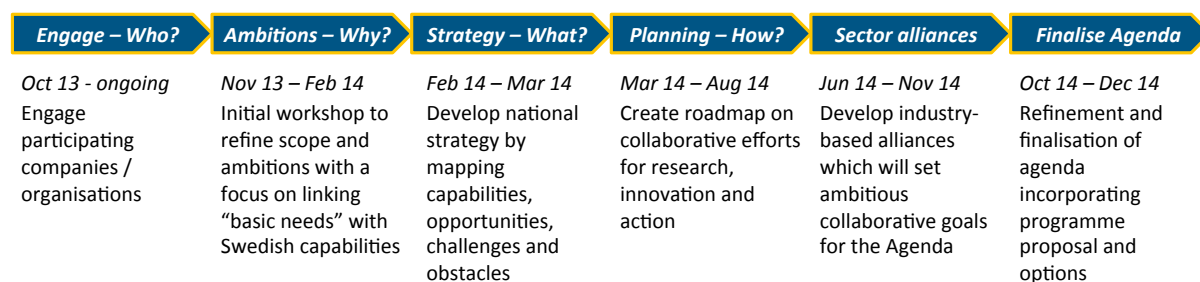 Engage – Who?
Ambitions – Why?
Strategy – What?
Planning – How?
Sector alliances
Finalise Agenda
Oct 13 - ongoing
Engage
participating
companies /
organisations
Nov 13 – Feb 14
Initial workshop to
refine scope and
ambitions with a
focus on linking
“basic needs” with
Swedish capabilities
Feb 14 – Mar 14
Develop national
strategy by
mapping
capabilities,
opportunities,
challenges and
obstacles
Mar 14 – Aug 14
Create roadmap on
collaborative efforts
for research,
innovation and
action
Jun 14 – Nov 14
Develop industry-
based alliances
which will set
ambitious
collaborative goals
for the Agenda
Oct 14 – Dec 14
Refinement and
finalisation of
agenda
incorporating
programme
proposal and
options